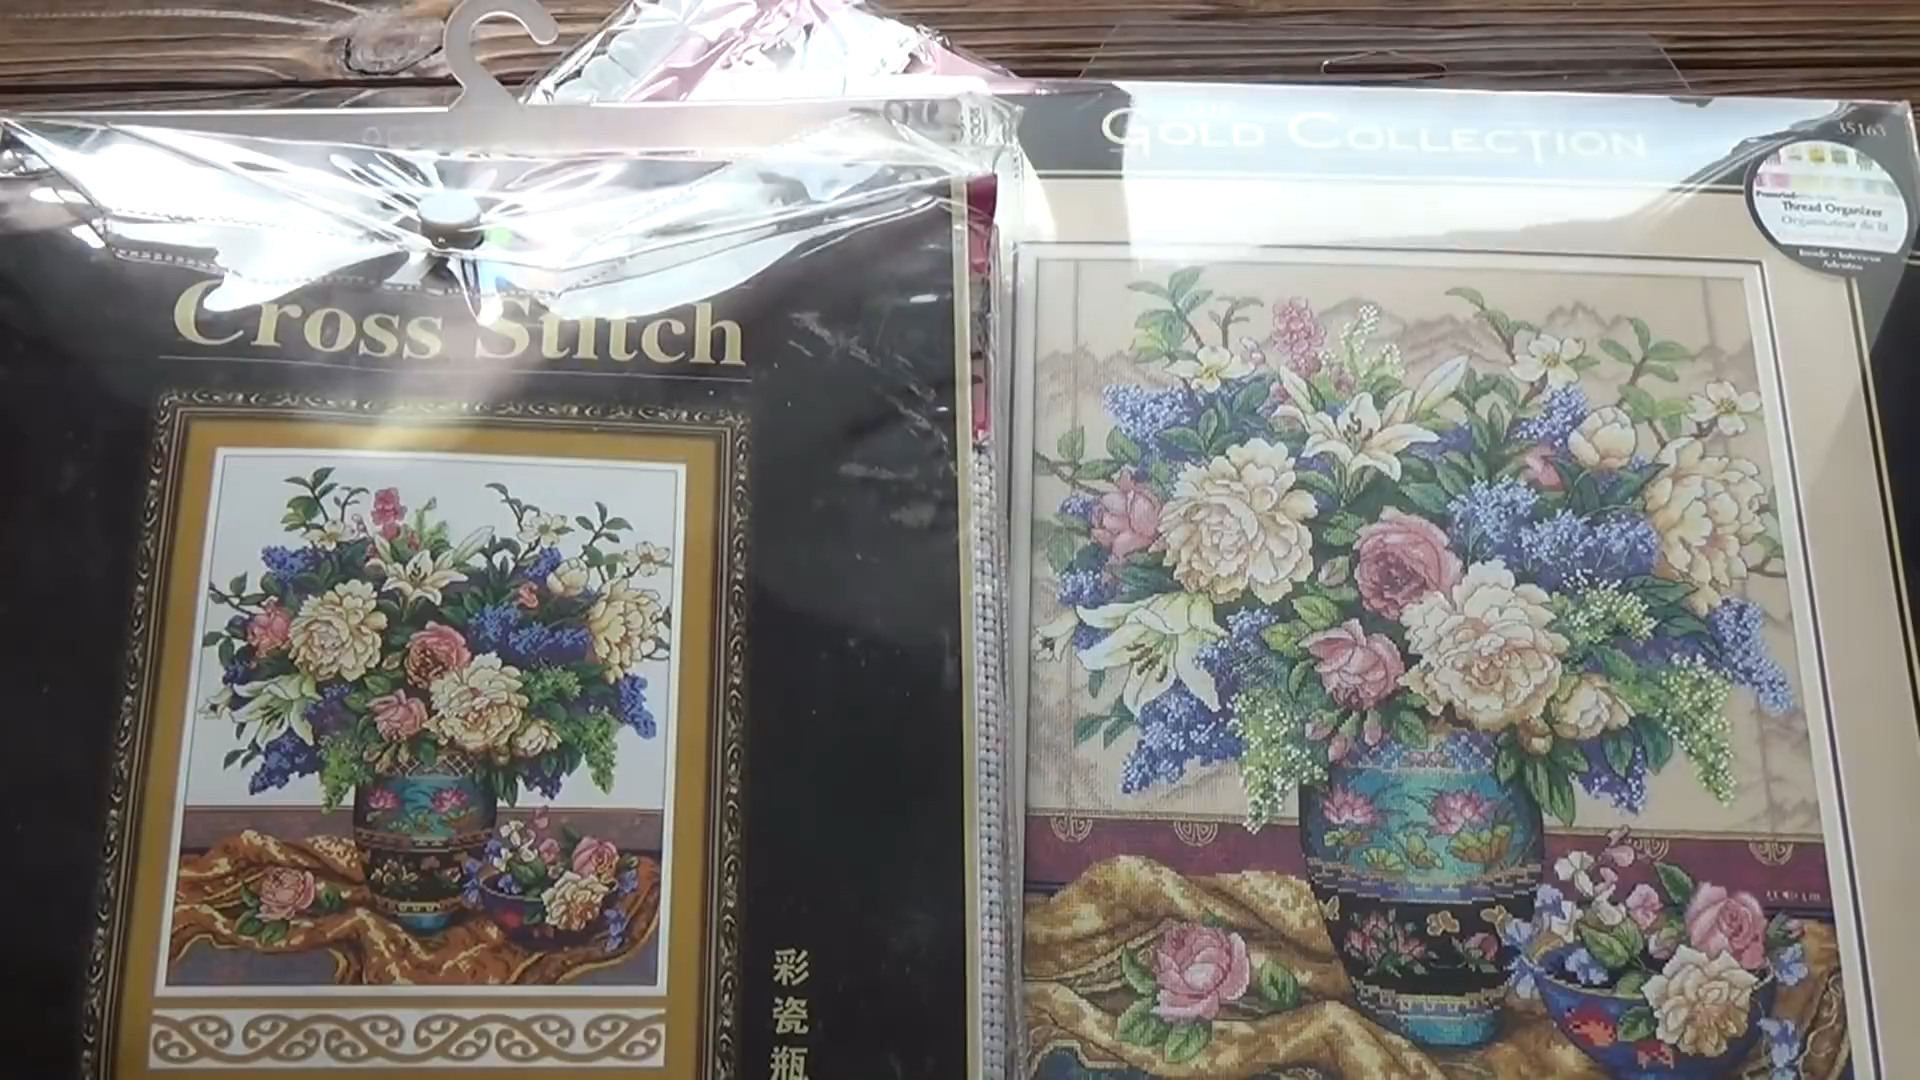 Cross Stitch
彩瓷瓶
GOLD COLLECTION
35163
Thread Organizer